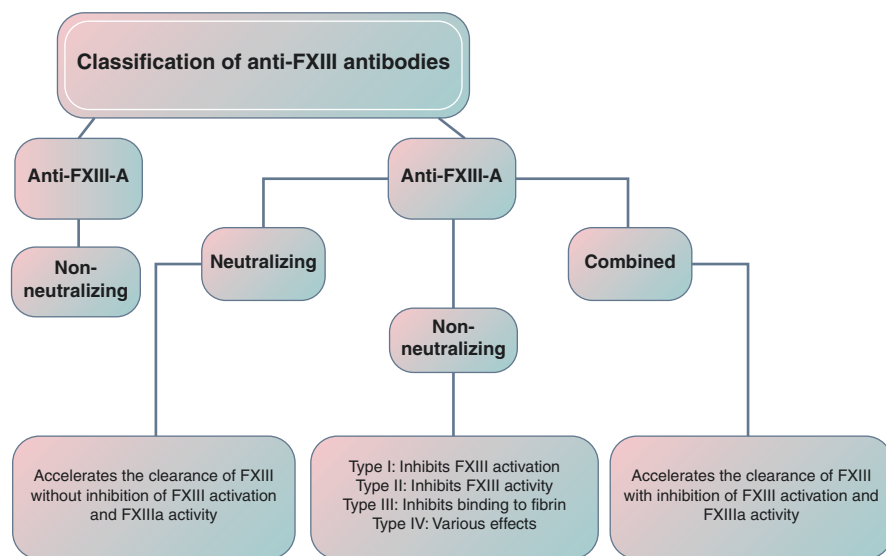 Classification of anti-FXIII antibodies
Anti-FXIII-A
Anti-FXIII-A
Non-
neutralizing
Neutralizing
Combined
Non-
neutralizing
Accelerates the clearance of FXIII
without inhibition of FXIII activation
and FXIIIa activity
Type I: Inhibits FXIII activation
Type II: Inhibits FXIII activity
Type III: Inhibits binding to fibrin
Type IV: Various effects
Accelerates the clearance of FXIII
with inhibition of FXIII activation and
FXIIIa activity